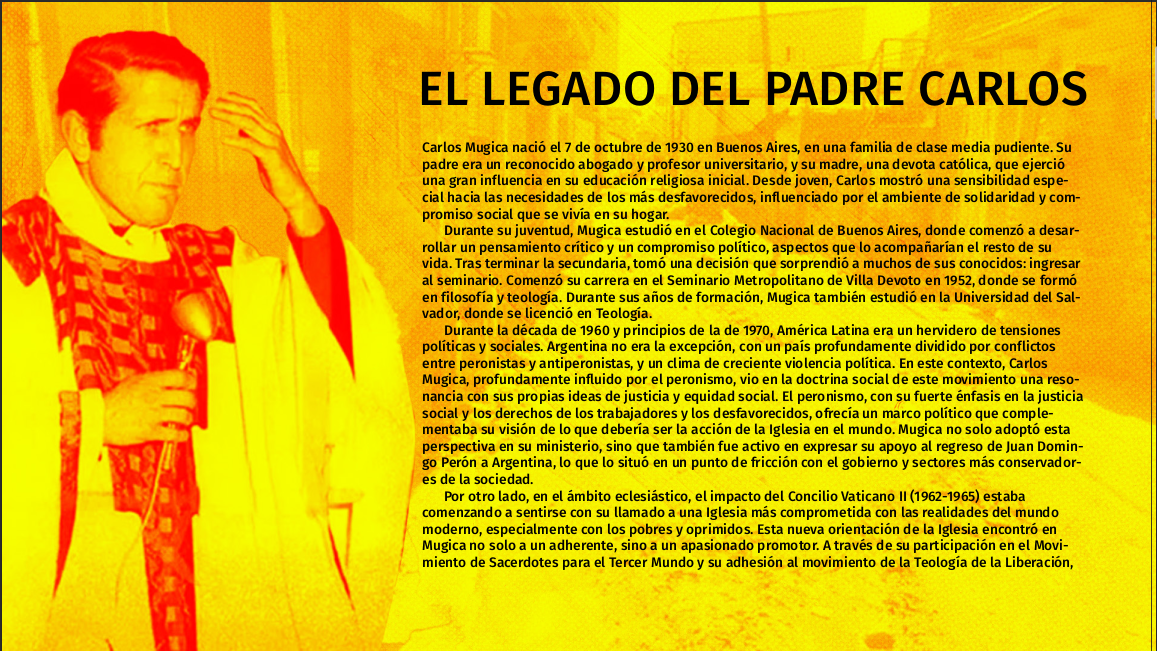 EL LEGADO DEL PADRE CARLOS
Carlos Mugica nació el 7 de octubre de 1930 en Buenos Aires, en una familia de clase media pudiente. Su
padre era un reconocido abogado y profesor universitario, y su madre, una devota católica, que ejerció
una gran influencia en su educación religiosa inicial. Desde joven, Carlos mostró una sensibilidad espe-
cial hacia las necesidades de los más desfavorecidos, influenciado por el ambiente de solidaridad y com-
promiso social que se vivía en su hogar.
Durante su juventud, Mugica estudió en el Colegio Nacional de Buenos Aires, donde comenzó a desar-
rollar un pensamiento crítico y un compromiso político, aspectos que lo acompañarían el resto de su
vida. Tras terminar la secundaria, tomó una decisión que sorprendió a muchos de sus conocidos: ingresar
al seminario. Comenzó su carrera en el Seminario Metropolitano de Villa Devoto en 1952, donde se formó
en filosofía y teología. Durante sus años de formación, Mugica también estudió en la Universidad del Sal-
vador, donde se licenció en Teología.
Durante la década de 1960 y principios de la de 1970, América Latina era un hervidero de tensiones
políticas y sociales. Argentina no era la excepción, con un país profundamente dividido por conflictos
entre peronistas y antiperonistas, y un clima de creciente violencia política. En este contexto, Carlos
Mugica, profundamente influido por el peronismo, vio en la doctrina social de este movimiento una reso-
nancia con sus propias ideas de justicia y equidad social. El peronismo, con su fuerte énfasis en la justicia
social y los derechos de los trabajadores y los desfavorecidos, ofrecía un marco político que comple-
mentaba su visión de lo que debería ser la acción de la Iglesia en el mundo. Mugica no solo adoptó esta
perspectiva en su ministerio, sino que también fue activo en expresar su apoyo al regreso de Juan Domin-
go Perón a Argentina, lo que lo situó en un punto de fricción con el gobierno y sectores más conservador-
es de la sociedad.
Por otro lado, en el ámbito eclesiástico, el impacto del Concilio Vaticano II (1962-1965) estaba
comenzando a sentirse con su llamado a una Iglesia más comprometida con las realidades del mundo
moderno, especialmente con los pobres y oprimidos. Esta nueva orientación de la Iglesia encontró en
Mugica no solo a un adherente, sino a un apasionado promotor. A través de su participación en el Movi-
miento de Sacerdotes para el Tercer Mundo y su adhesión al movimiento de la Teología de la Liberación,